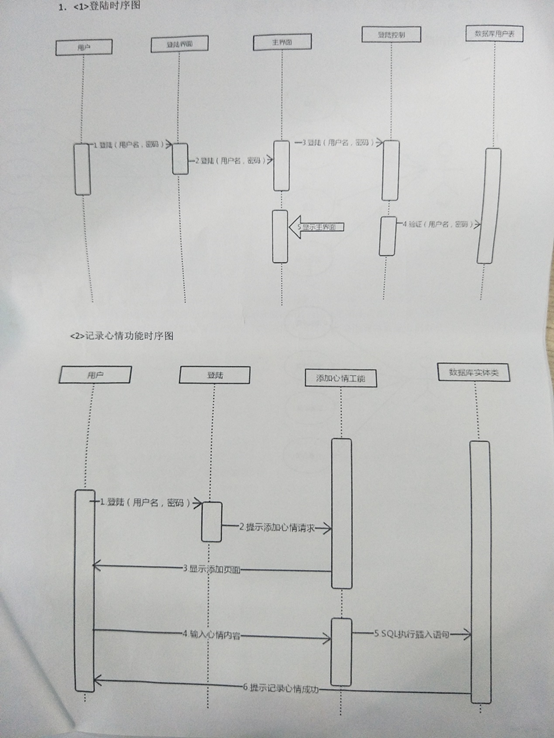 1. <1>登陆时序图
用户
登陆界面
主界面
登陆控制
数据库用户表
1 登陆（用户名，密码）
2 登陆（用户名，密码）
3 登陆（用户名，密码）
4 验证（用户名，密码）
5 显示主界面
<2>记录心情功能时序图
用户
登陆
添加心情工能
数据库实体类
1 登陆（用户名，密码）
2 提示添加心情请求
3 显示添加页面
4 输入心情内容
5 SQL执行插入语句
6 提示记录心情成功